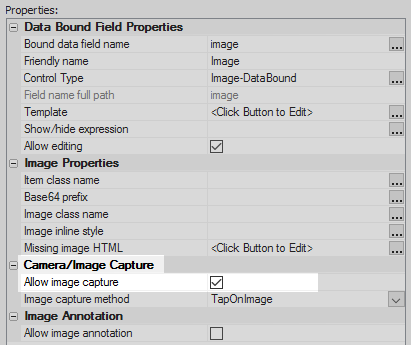 Properties:
Data Bound Field Properties
Bound data field name image ...
Friendly name Image
Control Type Image-DataBound ...
Field name full path image
Template <Click Button to Edit> ...
Show/hide expression ...
Allow editing
Image Properties
Item class name ...
Base64 prefix ...
Image class name ...
Image inline style ...
Missing image HTML <Click Button to Edit> ...
Camera/Image Capture
Allow image capture
Image capture method TapOnImage
Image Annotation
Allow image annotation